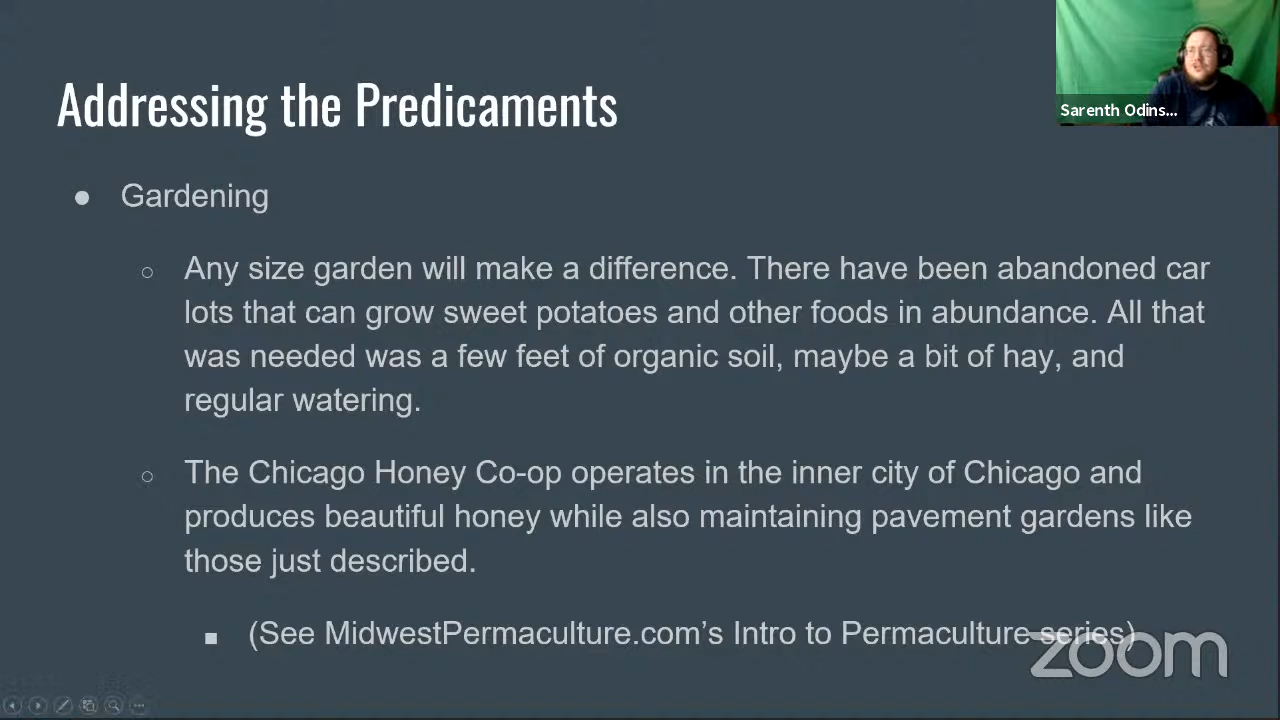 Addressing the Predicaments
Sarenth Odins...
● Gardening
○ Any size garden will make a difference. There have been abandoned car
lots that can grow sweet potatoes and other foods in abundance. All that
was needed was a few feet of organic soil, maybe a bit of hay, and
regular watering.
○ The Chicago Honey Co-op operates in the inner city of Chicago and
produces beautiful honey while also maintaining pavement gardens like
those just described.
■ (See MidwestPermaculture.com’s Intro to Permaculture series)
zoom